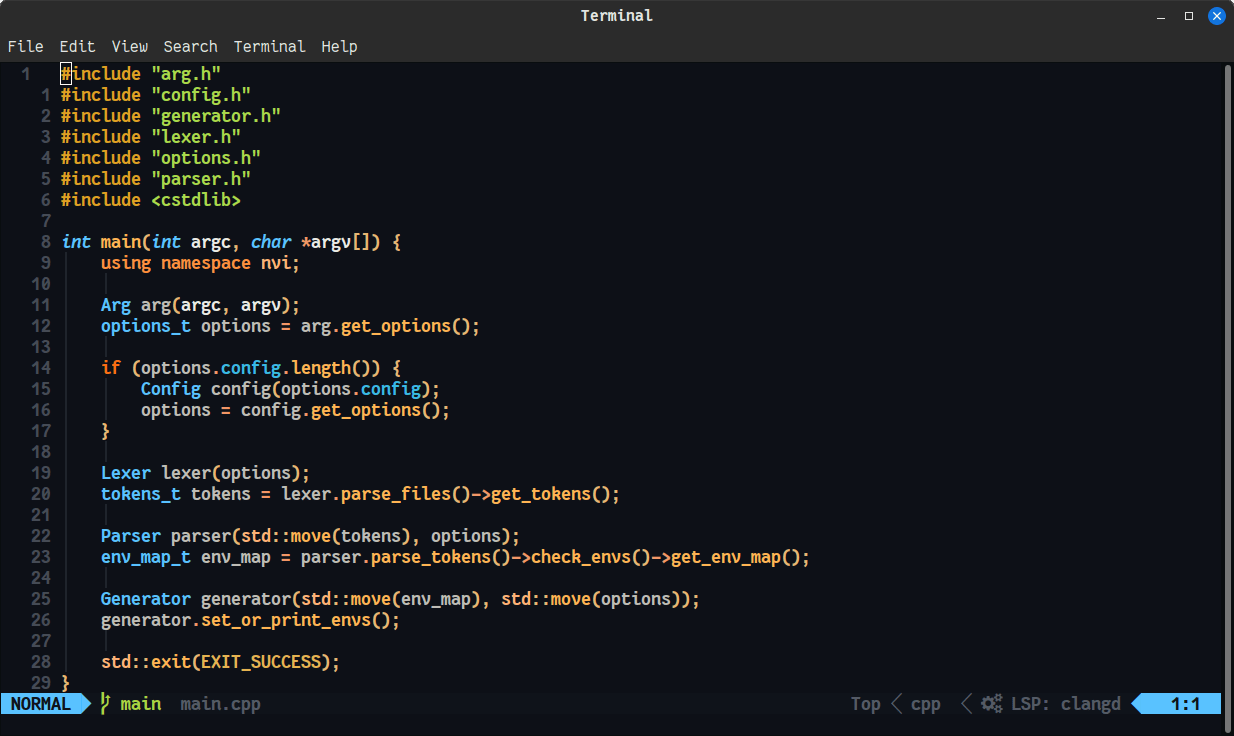 Terminal
File Edit View Search Terminal Help
1 #include "arg.h"
1 #include "config.h"
2 #include "generator.h"
3 #include "lexer.h"
4 #include "options.h"
5 #include "parser.h"
6 #include <cstdlib>
7
8 int main(int argc, char *argv[]) {
9     using namespace nvi;
10
11     Arg arg(argc, argv);
12     options_t options = arg.get_options();
13
14     if (options.config.length()) {
15         Config config(options.config);
16         options = config.get_options();
17     }
18
19     Lexer lexer(options);
20     tokens_t tokens = lexer.parse_files()->get_tokens();
21
22     Parser parser(std::move(tokens), options);
23     env_map_t env_map = parser.parse_tokens()->check_envs()->get_env_map();
24
25     Generator generator(std::move(env_map), std::move(options));
26     generator.set_or_print_envs();
27
28     std::exit(EXIT_SUCCESS);
29 }
NORMAL main main.cpp Top cpp LSP: clangd 1:1